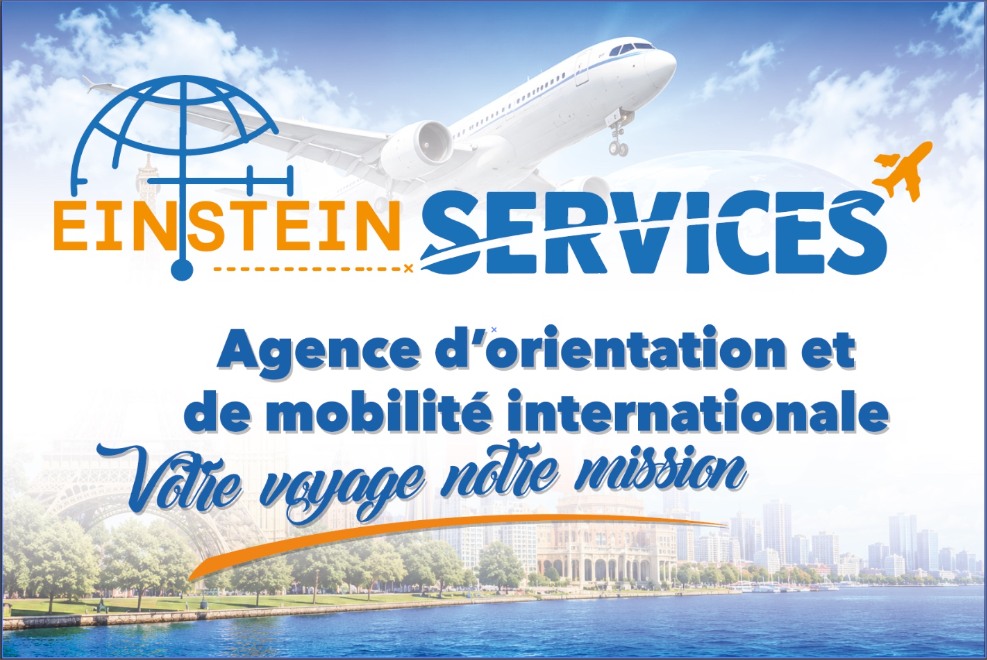 EINSTEIN SERVICES
Agence d'orientation et
de mobilité internationale
Votre voyage notre mission